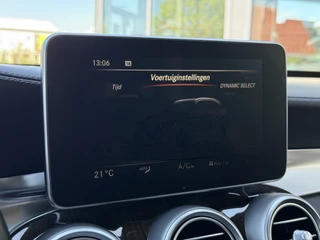 13:06
Voertuiginstellingen
Tijd DYNAMIC SELECT
21°C A/C